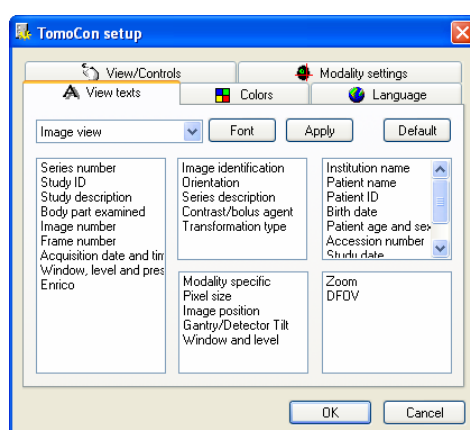 TomoCon setup
View/Controls
Modality settings
View texts
Colors
Language
Image view
Font
Apply
Default
Series number
Study ID
Study description
Body part examined
Image number
Frame number
Acquisition date and tim
Window, level and pres
Enrico
Image identification
Orientation
Series description
Contrast/bolus agent
Transformation type
Institution name
Patient name
Patient ID
Birth date
Patient age and sex
Accession number
Study date
Modality specific
Pixel size
Image position
Gantry/Detector Tilt
Window and level
Zoom
DFOV
OK
Cancel